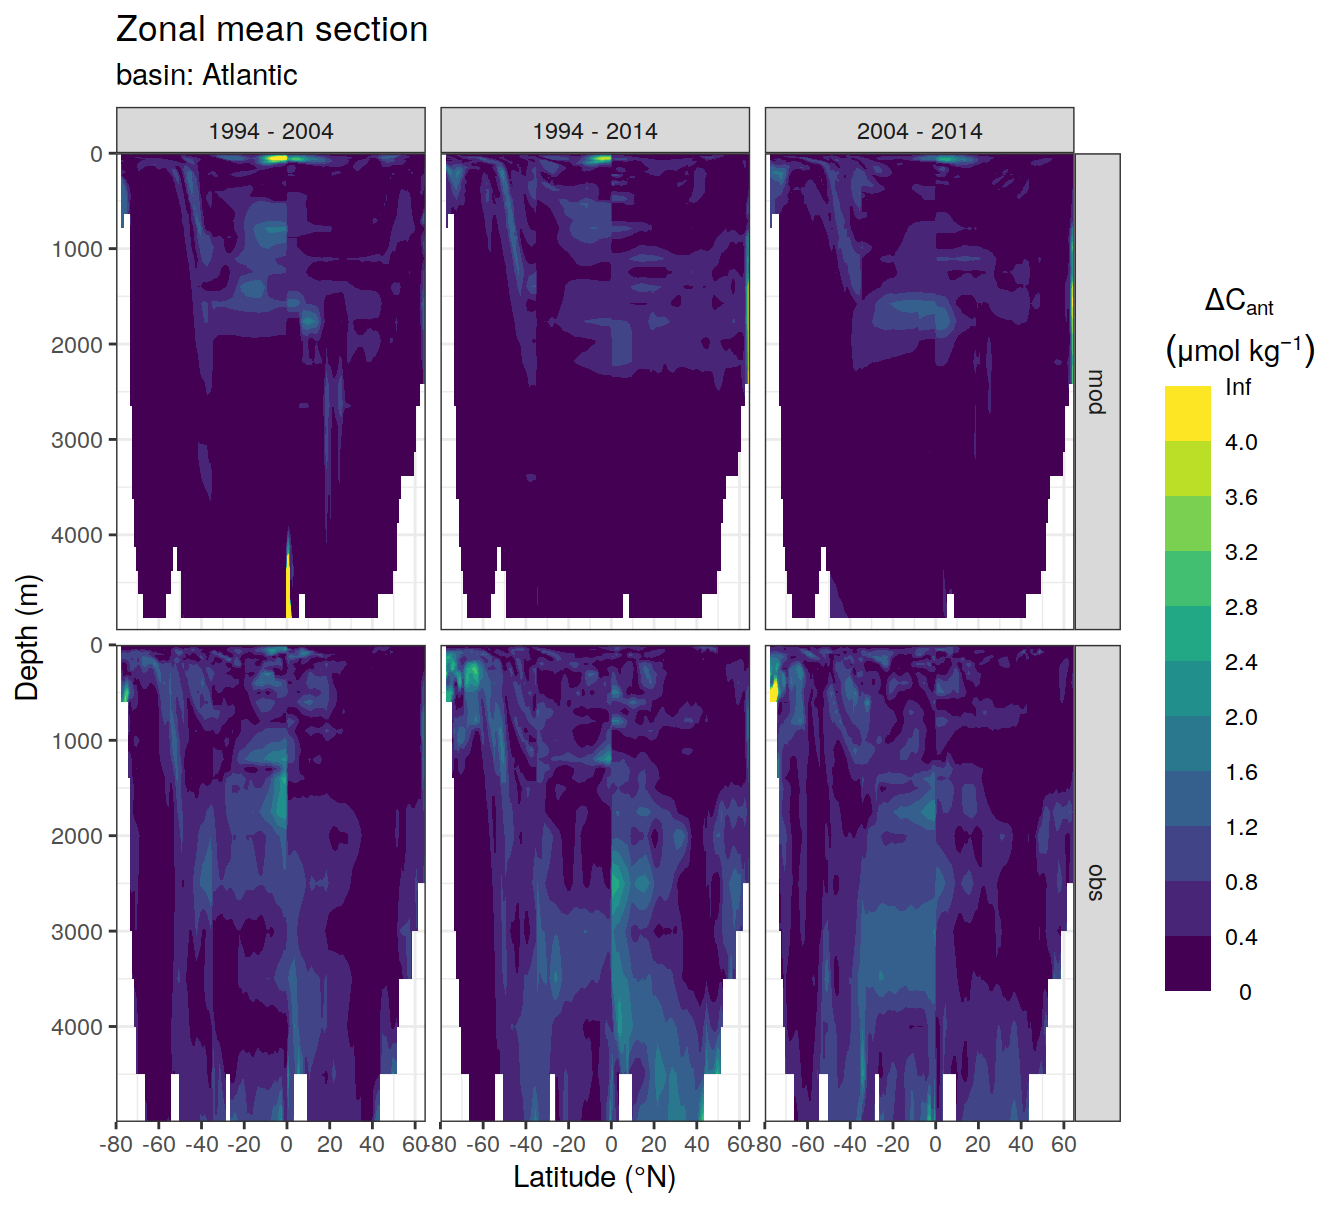 Zonal mean section
basin: Atlantic
1994 - 2004
1994 - 2014
2004 - 2014
0
1000
2000
3000
4000
mod
0
1000
2000
3000
4000
obs
-80 -60 -40 -20 0 20 40 60
-80 -60 -40 -20 0 20 40 60
-80 -60 -40 -20 0 20 40 60
Latitude (°N)
Depth (m)
ΔCant
(μmol kg⁻¹)
Inf
4.0
3.6
3.2
2.8
2.4
2.0
1.6
1.2
0.8
0.4
0